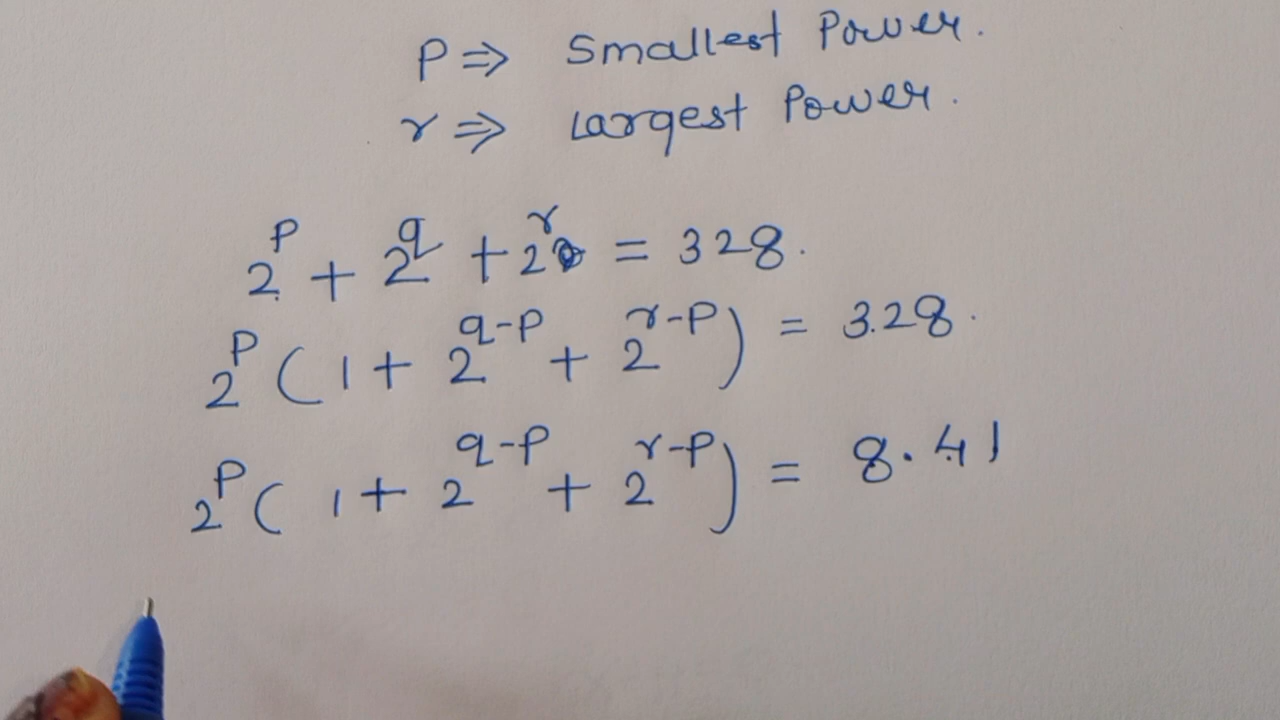 P ⇒ Smallest Power.
r ⇒ Largest Power.
2^P + 2^q + 2^r = 328.
2^P ( 1 + 2^{q-P} + 2^{r-P} ) = 328.
2^P ( 1 + 2^{q-P} + 2^{r-P} ) = 8.41